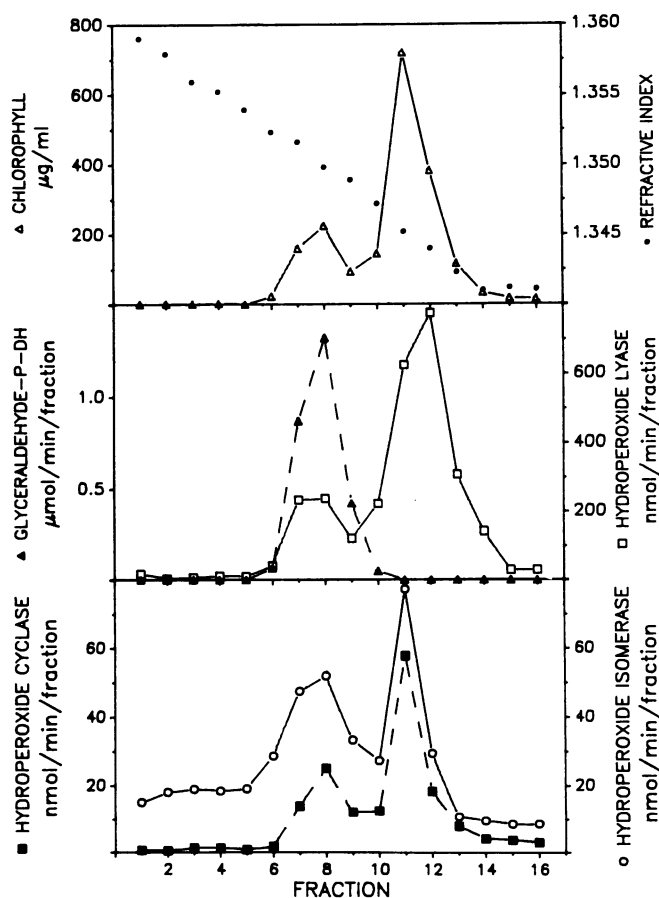 800
600
400
200
△ CHLOROPHYLL
µg/ml
1.360
1.355
1.350
1.345
• REFRACTIVE INDEX
1.0
0.5
▲ GLYCERALDEHYDE-P-DH
µmol/min/fraction
600
400
200
□ HYDROPEROXIDE LYASE
nmol/min/fraction
60
40
20
■ HYDROPEROXIDE CYCLASE
nmol/min/fraction
60
40
20
○ HYDROPEROXIDE ISOMERASE
nmol/min/fraction
2 4 6 8 10 12 14 16
FRACTION